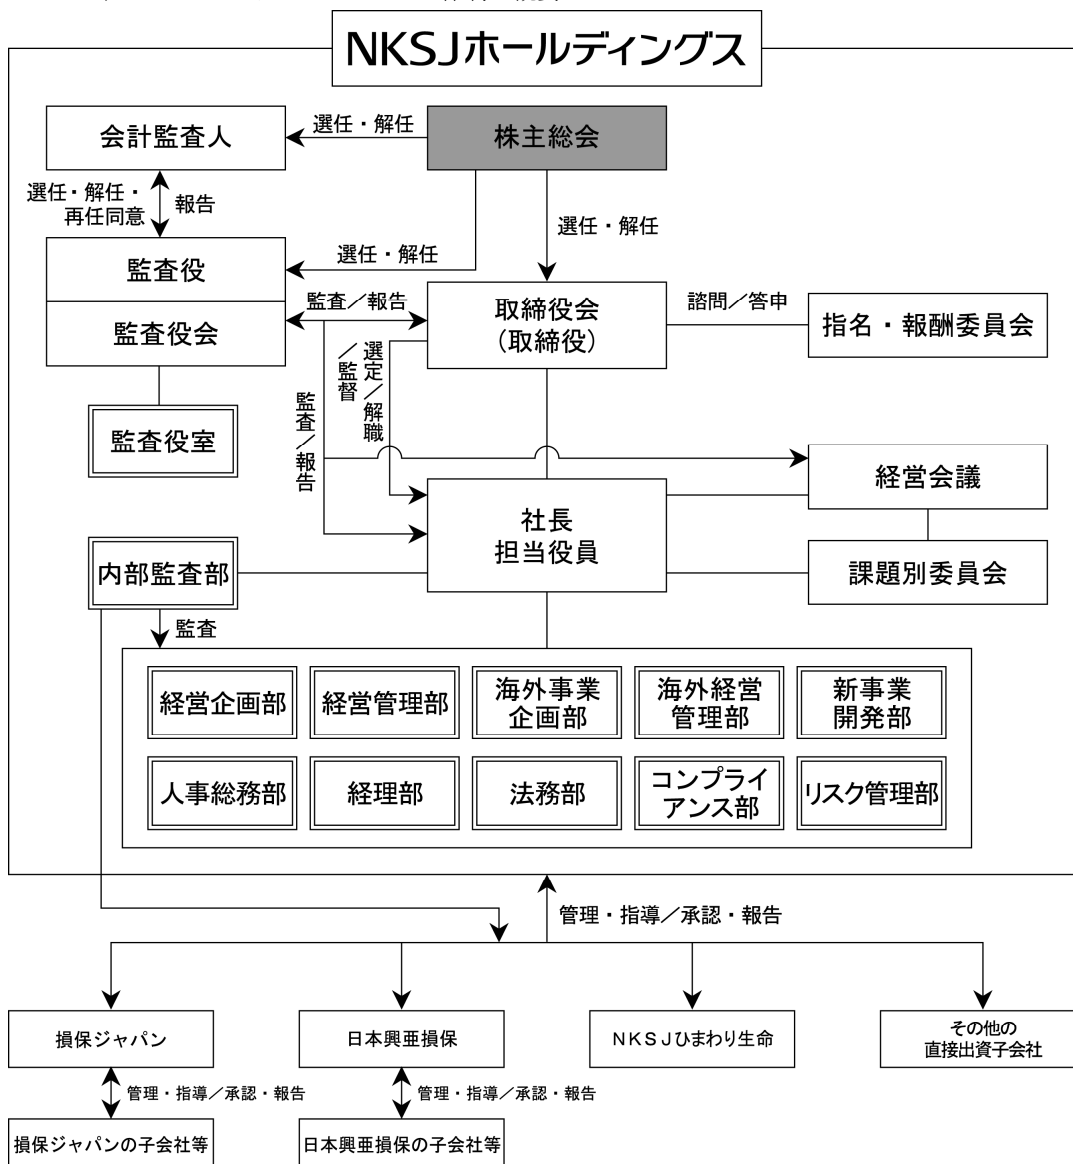 NKSJホールディングス
会計監査人
選任・解任
株主総会
選任・解任・
再任同意
報告
選任・解任
選任・解任
監査役
監査役会
監査／報告
取締役会
(取締役)
諮問／答申
指名・報酬委員会
選定／解職
／監督
監査／報告
監査役室
経営会議
社長
担当役員
内部監査部
課題別委員会
監査
経営企画部
経営管理部
海外事業
企画部
海外経営
管理部
新事業
開発部
人事総務部
経理部
法務部
コンプライ
アンス部
リスク管理部
管理・指導／承認・報告
損保ジャパン
日本興亜損保
NKSJひまわり生命
その他の
直接出資子会社
管理・指導／承認・報告
管理・指導／承認・報告
損保ジャパンの子会社等
日本興亜損保の子会社等